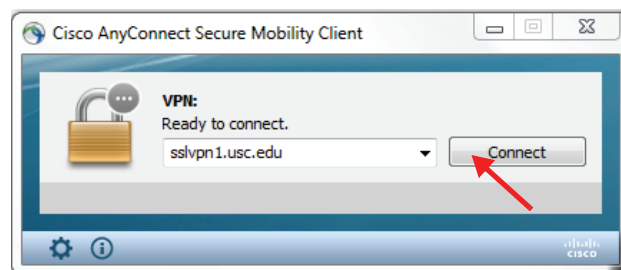 Cisco AnyConnect Secure Mobility Client
VPN:
Ready to connect.
sslvpn1.usc.edu
Connect
CISCO